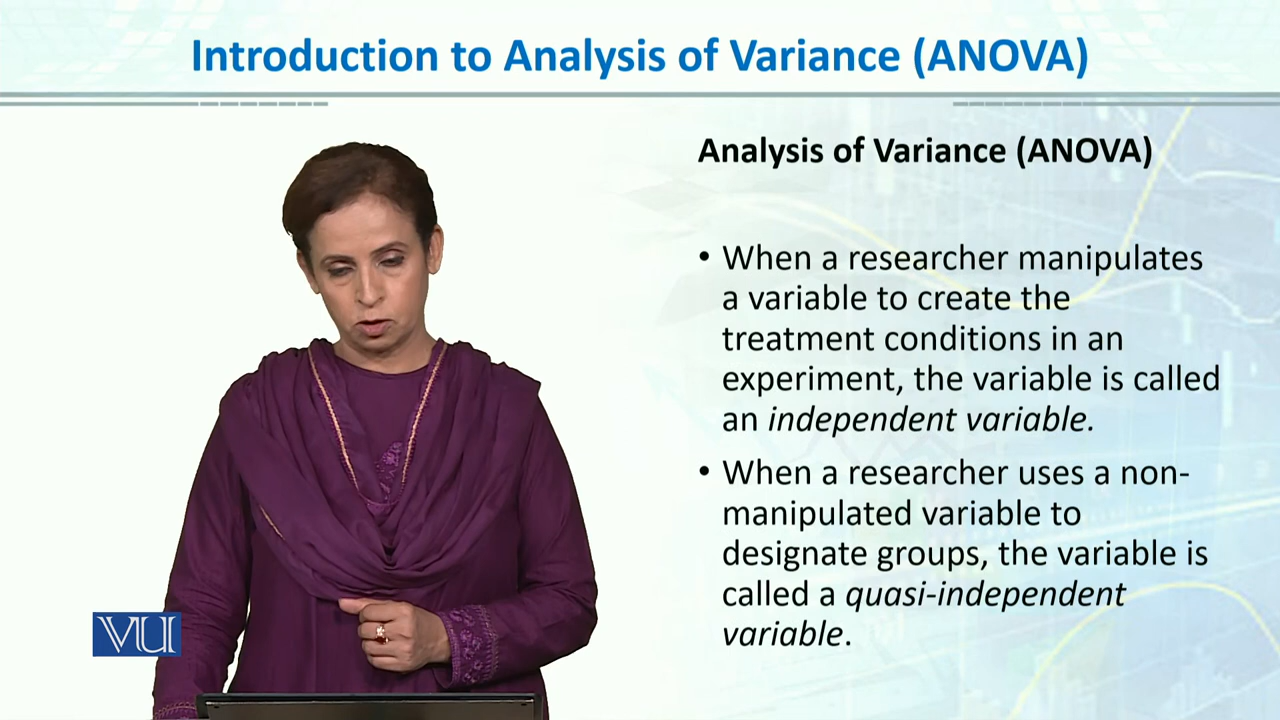 Introduction to Analysis of Variance (ANOVA)
Analysis of Variance (ANOVA)
• When a researcher manipulates
a variable to create the
treatment conditions in an
experiment, the variable is called
an independent variable.
• When a researcher uses a non-
manipulated variable to
designate groups, the variable is
called a quasi-independent
variable.
VU